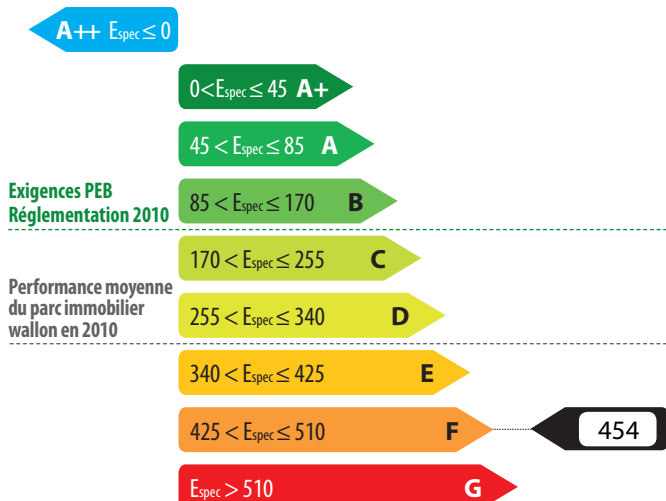 A++ Espec ≤ 0
0 < Espec ≤ 45 A+
45 < Espec ≤ 85 A
Exigences PEB
Réglementation 2010
85 < Espec ≤ 170 B
170 < Espec ≤ 255 C
Performance moyenne
du parc immobilier
wallon en 2010
255 < Espec ≤ 340 D
340 < Espec ≤ 425 E
425 < Espec ≤ 510 F 454
Espec > 510 G